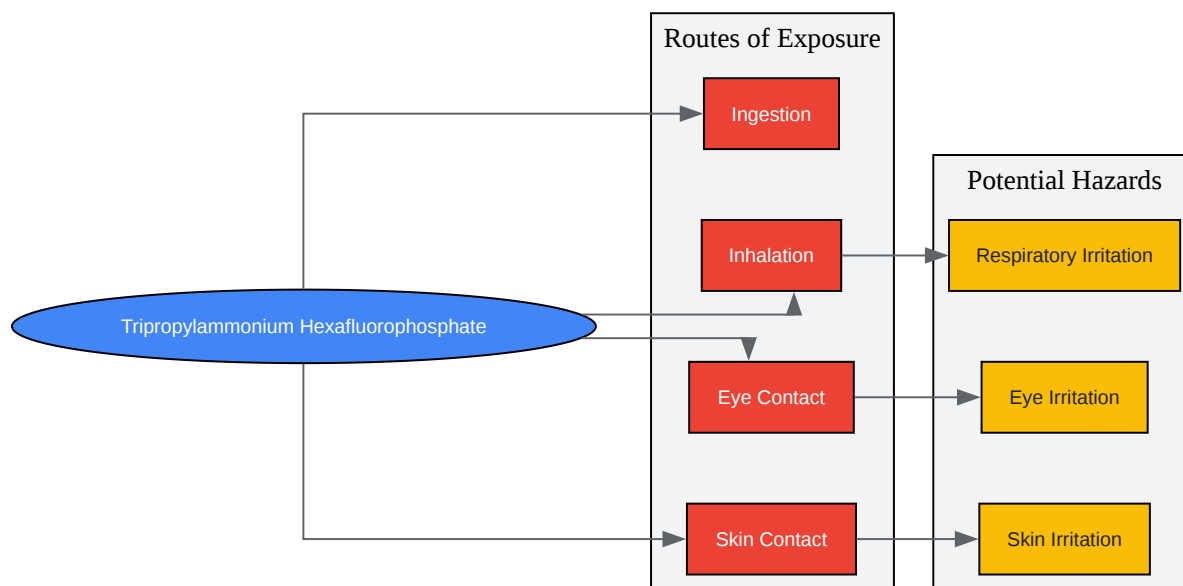 Routes of Exposure
Ingestion
Potential Hazards
Inhalation
Respiratory Irritation
Tripropylammonium Hexafluorophosphate
Eye Contact
Eye Irritation
Skin Contact
Skin Irritation